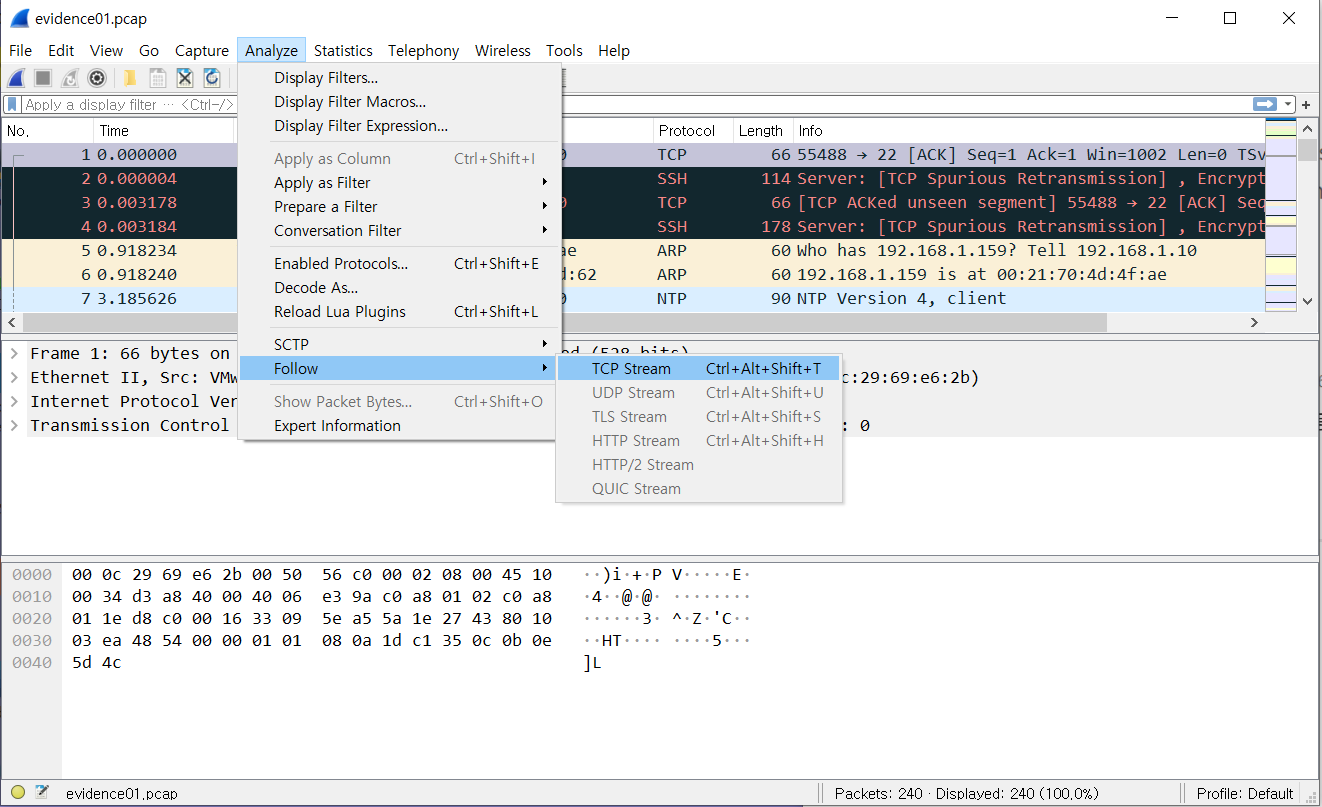 evidence01.pcap
File Edit View Go Capture Analyze Statistics Telephony Wireless Tools Help
Apply a display filter ··· <Ctrl-/>
Display Filters...
Display Filter Macros...
Display Filter Expression...
Apply as Column Ctrl+Shift+I
Apply as Filter
Prepare a Filter
Conversation Filter
Enabled Protocols... Ctrl+Shift+E
Decode As...
Reload Lua Plugins Ctrl+Shift+L
SCTP
Follow
Show Packet Bytes... Ctrl+Shift+O
Expert Information
TCP Stream Ctrl+Alt+Shift+T
UDP Stream Ctrl+Alt+Shift+U
TLS Stream Ctrl+Alt+Shift+S
HTTP Stream Ctrl+Alt+Shift+H
HTTP/2 Stream
QUIC Stream
No. Time Protocol Length Info
1 0.000000 0 TCP 66 55488 → 22 [ACK] Seq=1 Ack=1 Win=1002 Len=0 TSv
2 0.000004 SSH 114 Server: [TCP Spurious Retransmission] , Encrypt
3 0.003178 0 TCP 66 [TCP ACKed unseen segment] 55488 → 22 [ACK] Seq
4 0.003184 SSH 178 Server: [TCP Spurious Retransmission] , Encrypt
5 0.918234 ae ARP 60 Who has 192.168.1.159? Tell 192.168.1.10
6 0.918240 d:62 ARP 60 192.168.1.159 is at 00:21:70:4d:4f:ae
7 3.185626 0 NTP 90 NTP Version 4, client
Frame 1: 66 bytes on ed (528 bits)
Ethernet II, Src: VMw c:29:69:e6:2b)
Internet Protocol Ver
Transmission Control : 0
0000 00 0c 29 69 e6 2b 00 50 56 c0 00 02 08 00 45 10 ··)i·+·P V·····E·
0010 00 34 d3 a8 40 00 40 06 e3 9a c0 a8 01 02 c0 a8 ·4··@·@· ········
0020 01 1e d8 c0 00 16 33 09 5e a5 5a 1e 27 43 80 10 ······3· ^·Z·'C··
0030 03 ea 48 54 00 00 01 01 08 0a 1d c1 35 0c 0b 0e ··HT···· ····5···
0040 5d 4c ]L
evidence01.pcap Packets: 240 · Displayed: 240 (100.0%) Profile: Default